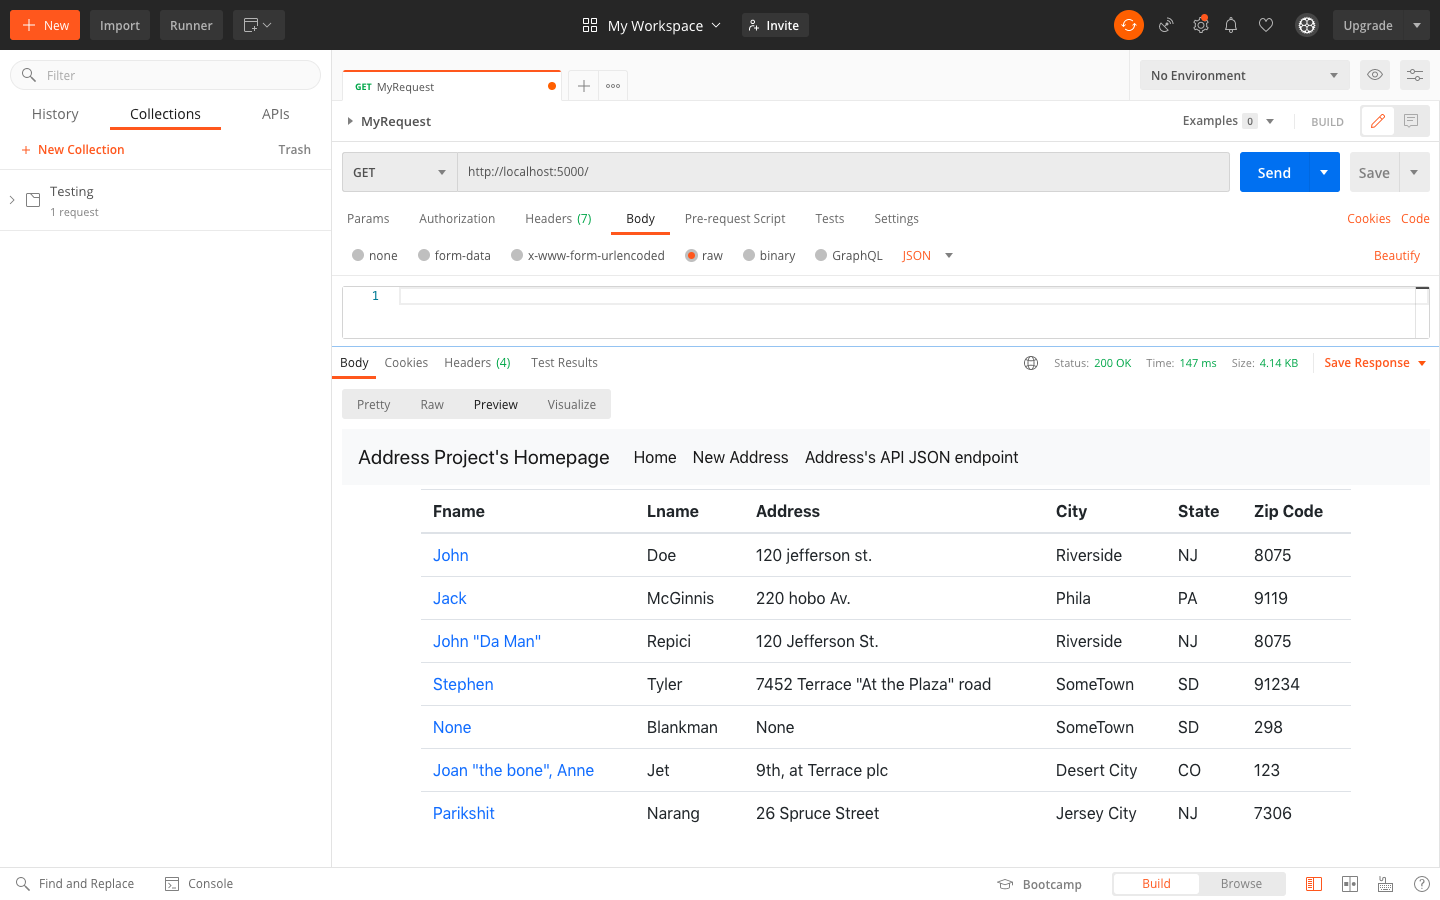 New Import Runner My Workspace Invite Upgrade
Filter
History Collections APIs
New Collection Trash
Testing
1 request
GET MyRequest
No Environment
MyRequest Examples 0 BUILD
GET http://localhost:5000/ Send Save
Params Authorization Headers (7) Body Pre-request Script Tests Settings Cookies Code
none form-data x-www-form-urlencoded raw binary GraphQL JSON Beautify
1
Body Cookies Headers (4) Test Results Status: 200 OK Time: 147 ms Size: 4.14 KB Save Response
Pretty Raw Preview Visualize
Address Project's Homepage Home New Address Address's API JSON endpoint
Fname Lname Address City State Zip Code
John Doe 120 jefferson st. Riverside NJ 8075
Jack McGinnis 220 hobo Av. Phila PA 9119
John "Da Man" Repici 120 Jefferson St. Riverside NJ 8075
Stephen Tyler 7452 Terrace "At the Plaza" road SomeTown SD 91234
None Blankman None SomeTown SD 298
Joan "the bone", Anne Jet 9th, at Terrace plc Desert City CO 123
Parikshit Narang 26 Spruce Street Jersey City NJ 7306
Find and Replace Console Bootcamp Build Browse